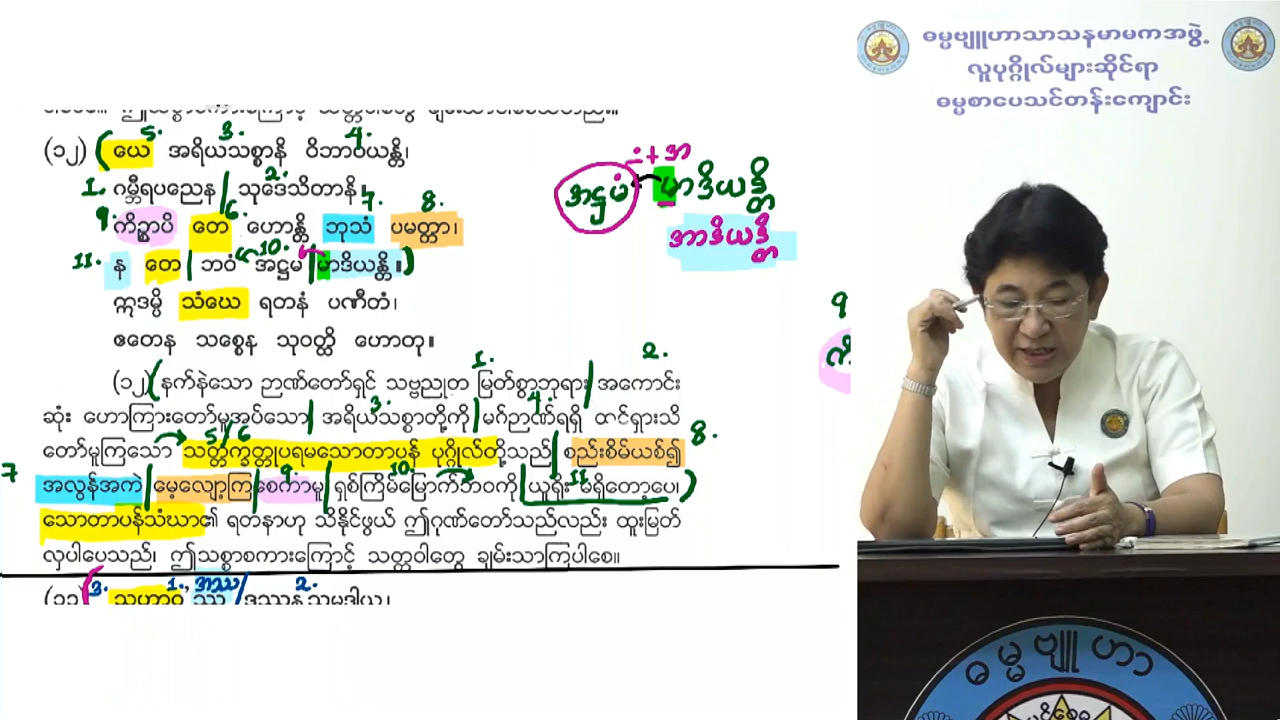 ဓမ္မဗျူဟာသာသနာမာမကအဖွဲ့
လူပုဂ္ဂိုလ်များဆိုင်ရာ
ဓမ္မစာပေသင်တန်းကျောင်း
(၁၂) ( ယေ အရိယသစ္စာနိ ဝိဘာဝယန္တိ၊
ဂမ္ဘီရပညေန / သုဒေသိတာနိ။
ကိဉ္စာပိ တေ ဟောန္တိ ဘုသံ ပမတ္တာ၊
န တေ / ဘဝံ အဋ္ဌမ မာဒိယန္တိ။ )
ဣဒမ္ပိ သံဃေ ရတနံ ပဏီတံ၊
ဧတေန သစ္စေန သုဝတ္ထိ ဟောတု။
အဋ္ဌမံ မာဒိယန္တိ
အာဒိယန္တိ
(၁၂) ( နက်နဲသော ဉာဏ်တော်ရှင် သဗ္ဗညုတ မြတ်စွာဘုရား / အကောင်း
ဆုံး ဟောကြားတော်မူအပ်သော / အရိယသစ္စာတို့ကို / မဂ်ဉာဏ်ရရှိ ထင်ရှားသိ
တော်မူကြသော သတ္တက္ခတ္တုပရမသောတာပန် ပုဂ္ဂိုလ်တို့သည် / စည်းစိမ်ယစ်၍
အလွန်အကဲ / မေ့လျော့ကြ / စေကာမူ / ရှစ်ကြိမ်မြောက်ဘဝကို / ယူရိုး မရှိတော့ပေ၊ )
သောတာပန်သံဃာ၏ ရတနာဟု သိနိုင်ဖွယ် ဤဂုဏ်တော်သည်လည်း ထူးမြတ်
လှပါပေသည်၊ ဤသစ္စာစကားကြောင့် သတ္တဝါတွေ ချမ်းသာကြပါစေ။
ဓမ္မဗျူဟာ